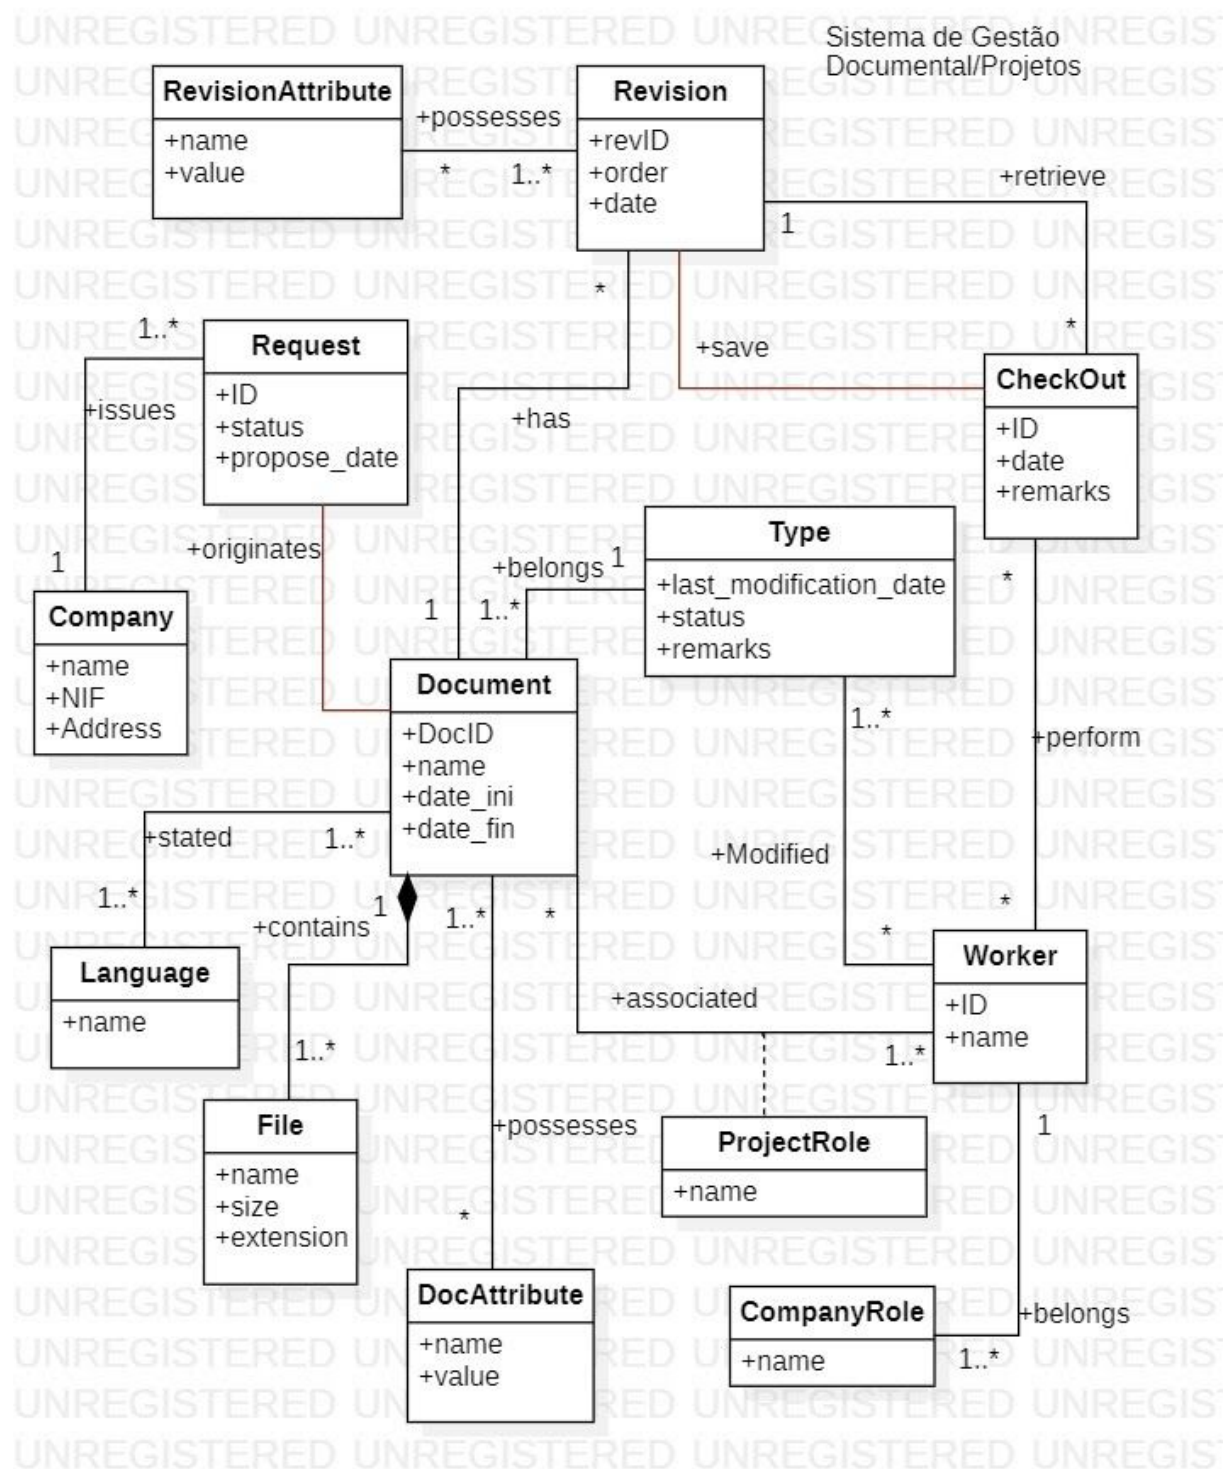 Sistema de Gestão
Documental/Projetos
RevisionAttribute
+name
+value
+possesses
*
1..*
Revision
+revID
+order
+date
+retrieve
1
*
*
+save
1..*
Request
+ID
+status
+propose_date
+issues
+has
CheckOut
+ID
+date
+remarks
+originates
1
Company
+name
+NIF
+Address
+belongs
1
1
1..*
Type
+last_modification_date
+status
+remarks
*
+perform
*
Document
+DocID
+name
+date_ini
+date_fin
1..*
+Modified
*
+stated
1..*
1..*
Language
+name
+contains
1
1..*
File
+name
+size
+extension
1..*
*
+associated
1..*
Worker
+ID
+name
+possesses
*
DocAttribute
+name
+value
ProjectRole
+name
1
+belongs
1..*
CompanyRole
+name
UNREGISTERED UNREGISTERED UNREGISTERED UNREGIS